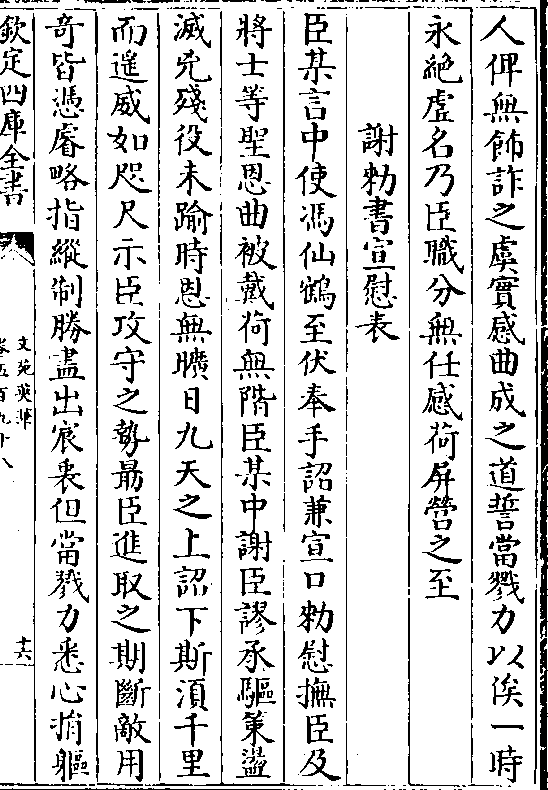 人俾無飾詐之虞實感曲成之道誓當戮力以俟一時
永絶虚名乃臣職分無任感荷屏營之至
謝勅書宣慰表
臣某言中使馮仙鶴至伏奉手詔兼宣口勅慰撫臣及
將士等聖恩曲被戴荷無階臣某中謝臣謬承驅策盪
滅兇殘役未踰時恩無曠日九天之上詔下斯須千里
而遥威如咫尺示臣攻守之勢勗臣進取之期斷敵用
竒皆憑睿略指縱制勝盡出宸衷但當戮力悉心捐軀
欽定四庫全書
文苑英華
卷五百九十八
十六